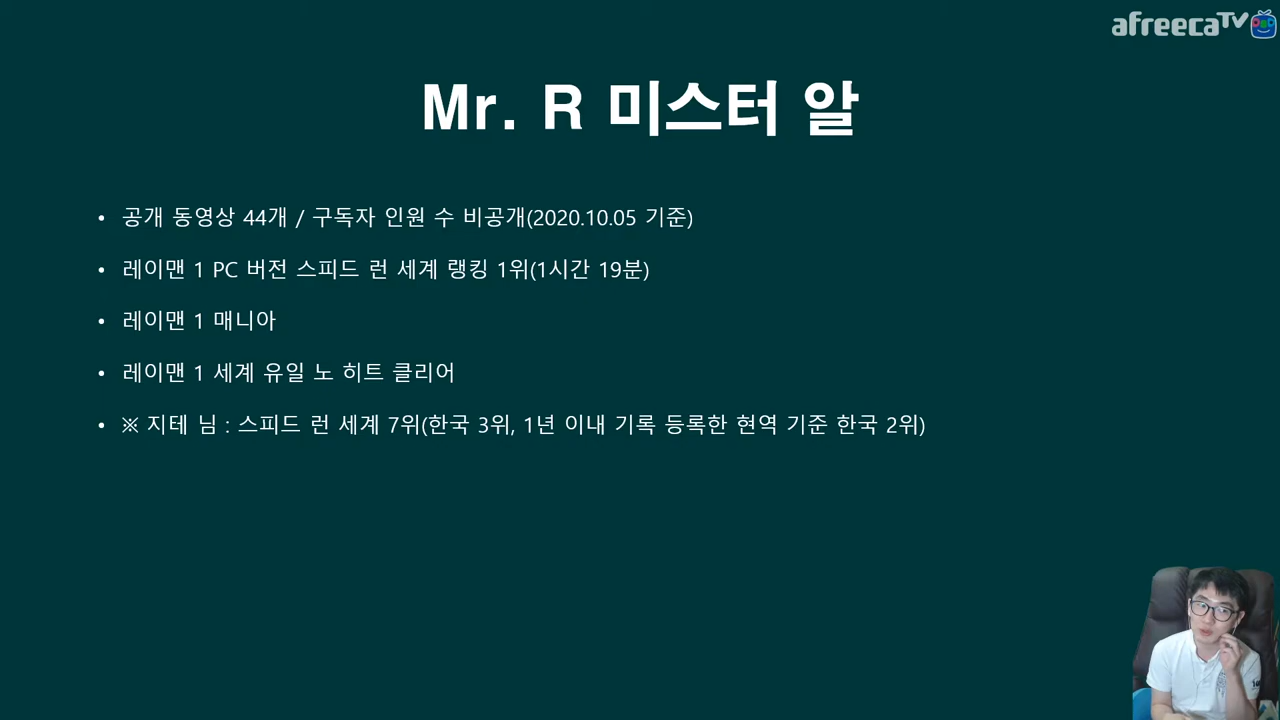 afreecaTV
Mr. R 미스터 알
• 공개 동영상 44개 / 구독자 인원 수 비공개(2020.10.05 기준)
• 레이맨 1 PC 버전 스피드 런 세계 랭킹 1위(1시간 19분)
• 레이맨 1 매니아
• 레이맨 1 세계 유일 노 히트 클리어
• ※ 지테 님 : 스피드 런 세계 7위(한국 3위, 1년 이내 기록 등록한 현역 기준 한국 2위)